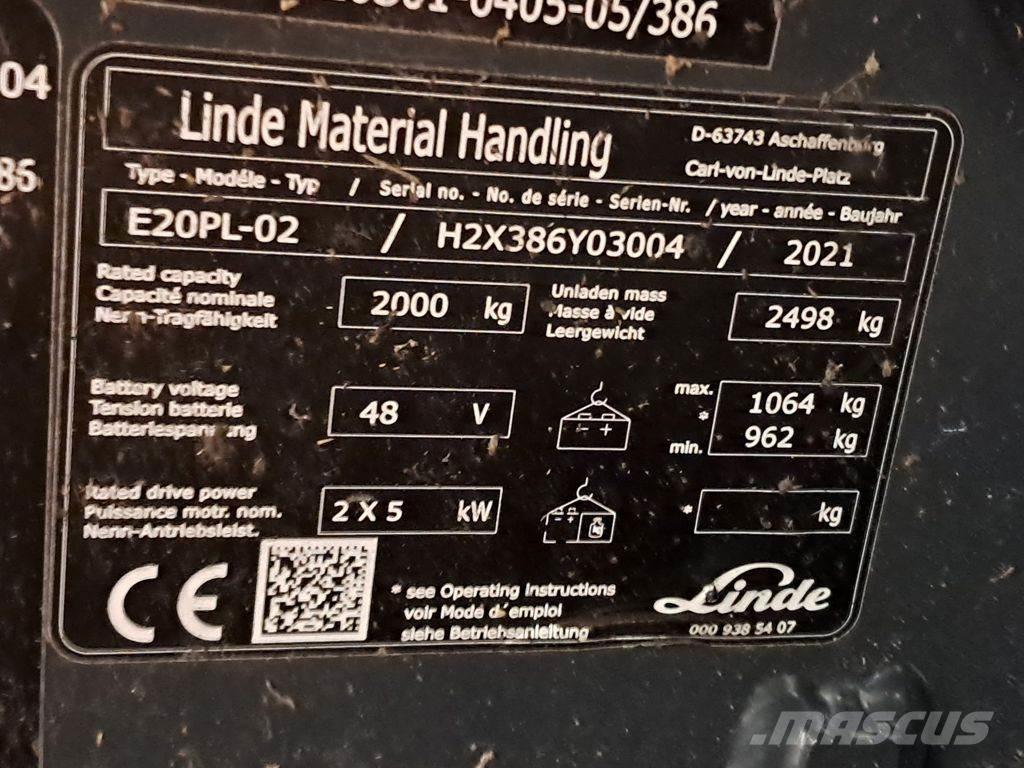 0405-05/386
04
86
Linde Material Handling
D-63743 Aschaffenburg
Carl-von-Linde-Platz
Type - Modéle - Typ / Serial no. - No. de série - Serien-Nr. / year - année - Baujahr
E20PL-02 / H2X386Y03004 / 2021
Rated capacity
Capacité nominale
Nenn-Tragfähigkeit
2000 kg
Unladen mass
Masse à vide
Leergewicht
2498 kg
Battery voltage
Tension batterie
Batteriespannung
48 V
- +
max. 1064 kg
*
min. 962 kg
Rated drive power
Puissance motr. nom.
Nenn-Antriebsleist.
2 X 5 kW
- + kg
* kg
CE
* see Operating Instructions
voir Mode d'emploi
siehe Betriebsanleitung
Linde
000 938 54 07
MASCUS